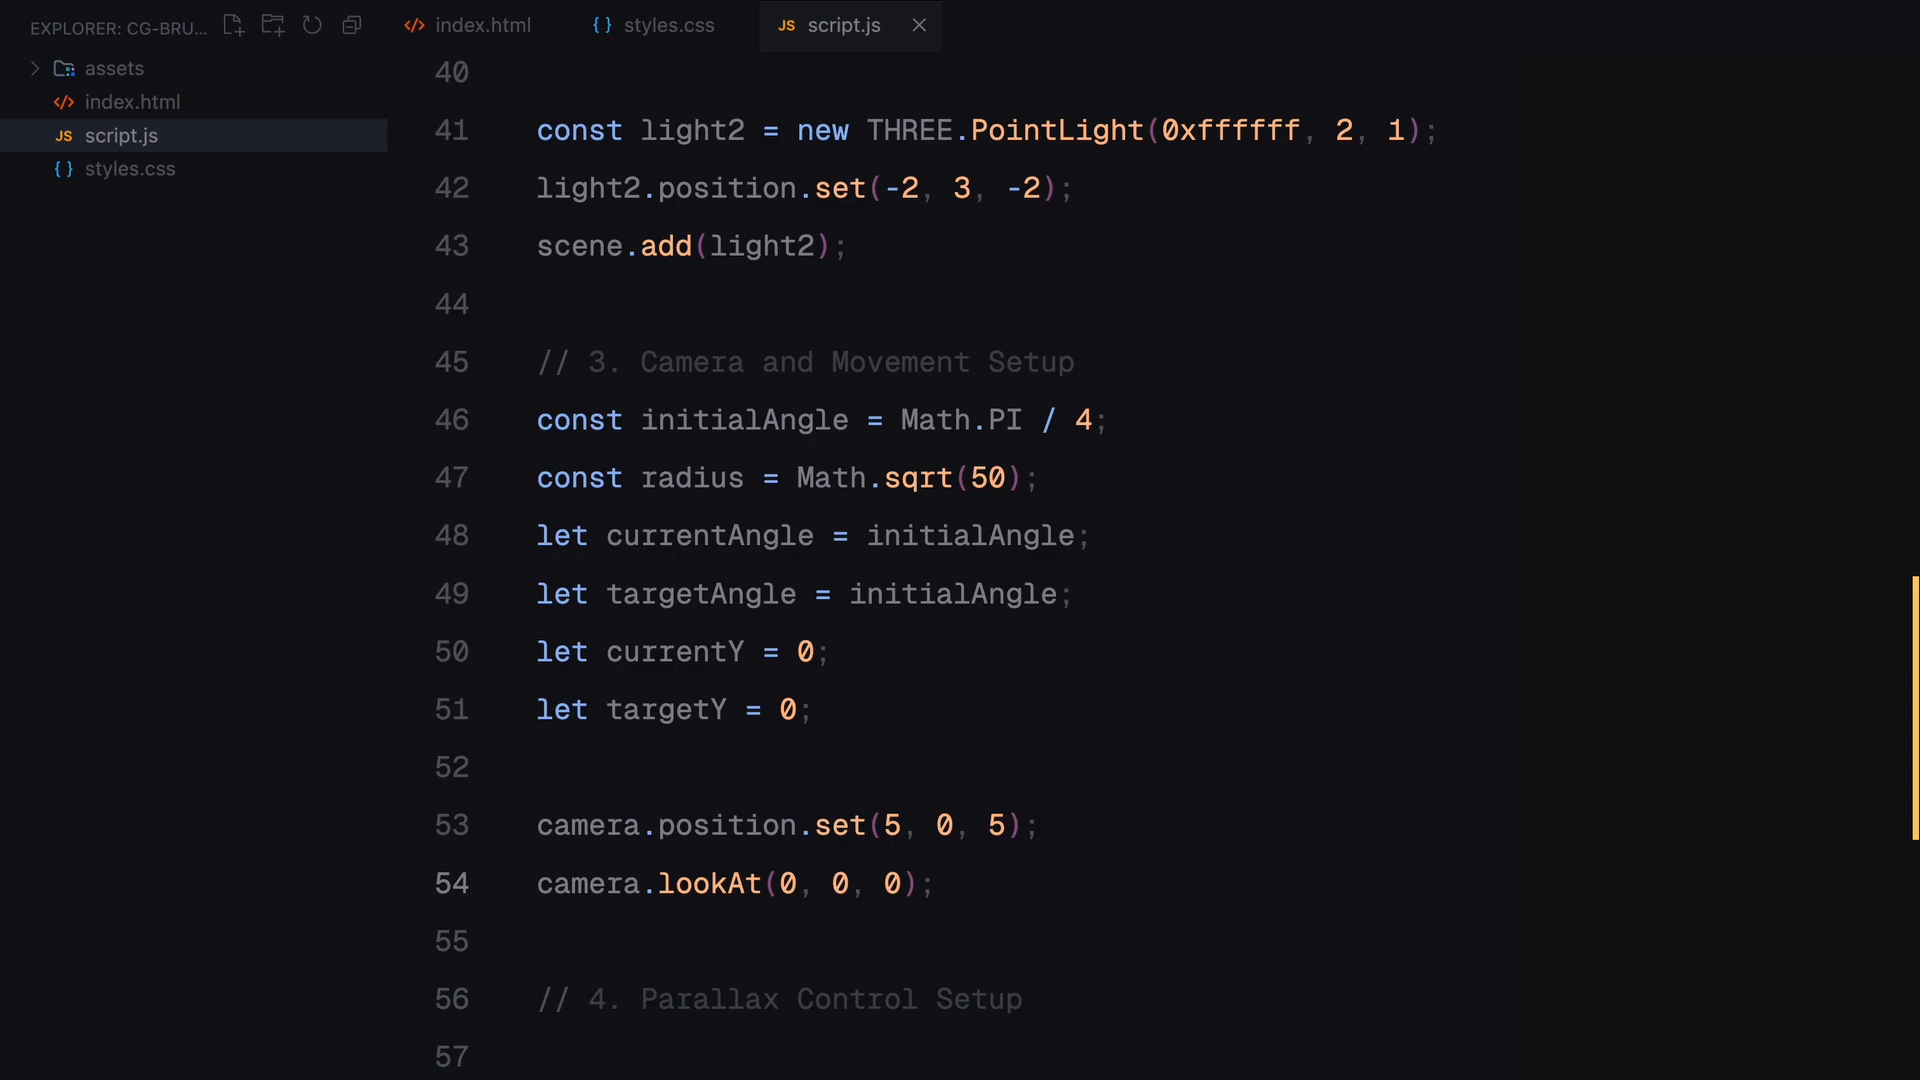 EXPLORER: CG-BRU...
assets
index.html
script.js
styles.css
index.html
styles.css
script.js
40
41 const light2 = new THREE.PointLight(0xffffff, 2, 1);
42 light2.position.set(-2, 3, -2);
43 scene.add(light2);
44
45 // 3. Camera and Movement Setup
46 const initialAngle = Math.PI / 4;
47 const radius = Math.sqrt(50);
48 let currentAngle = initialAngle;
49 let targetAngle = initialAngle;
50 let currentY = 0;
51 let targetY = 0;
52
53 camera.position.set(5, 0, 5);
54 camera.lookAt(0, 0, 0);
55
56 // 4. Parallax Control Setup
57